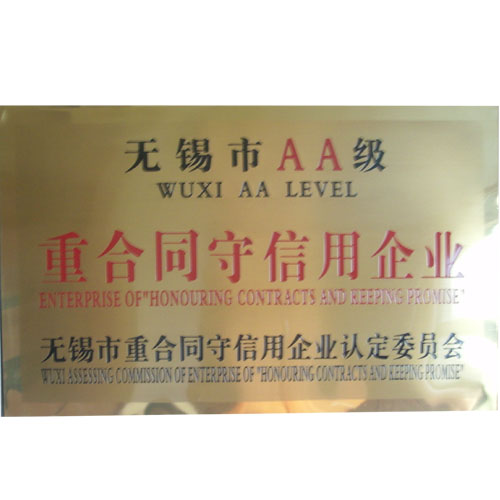 无锡市AA级
WUXI AA LEVEL
重合同守信用企业
ENTERPRISE OF "HONOURING CONTRACTS AND KEEPING PROMISE"
无锡市重合同守信用企业认定委员会
WUXI ASSESSING COMMISSION OF ENTERPRISE OF "HONOURING CONTRACTS AND KEEPING PROMISE"